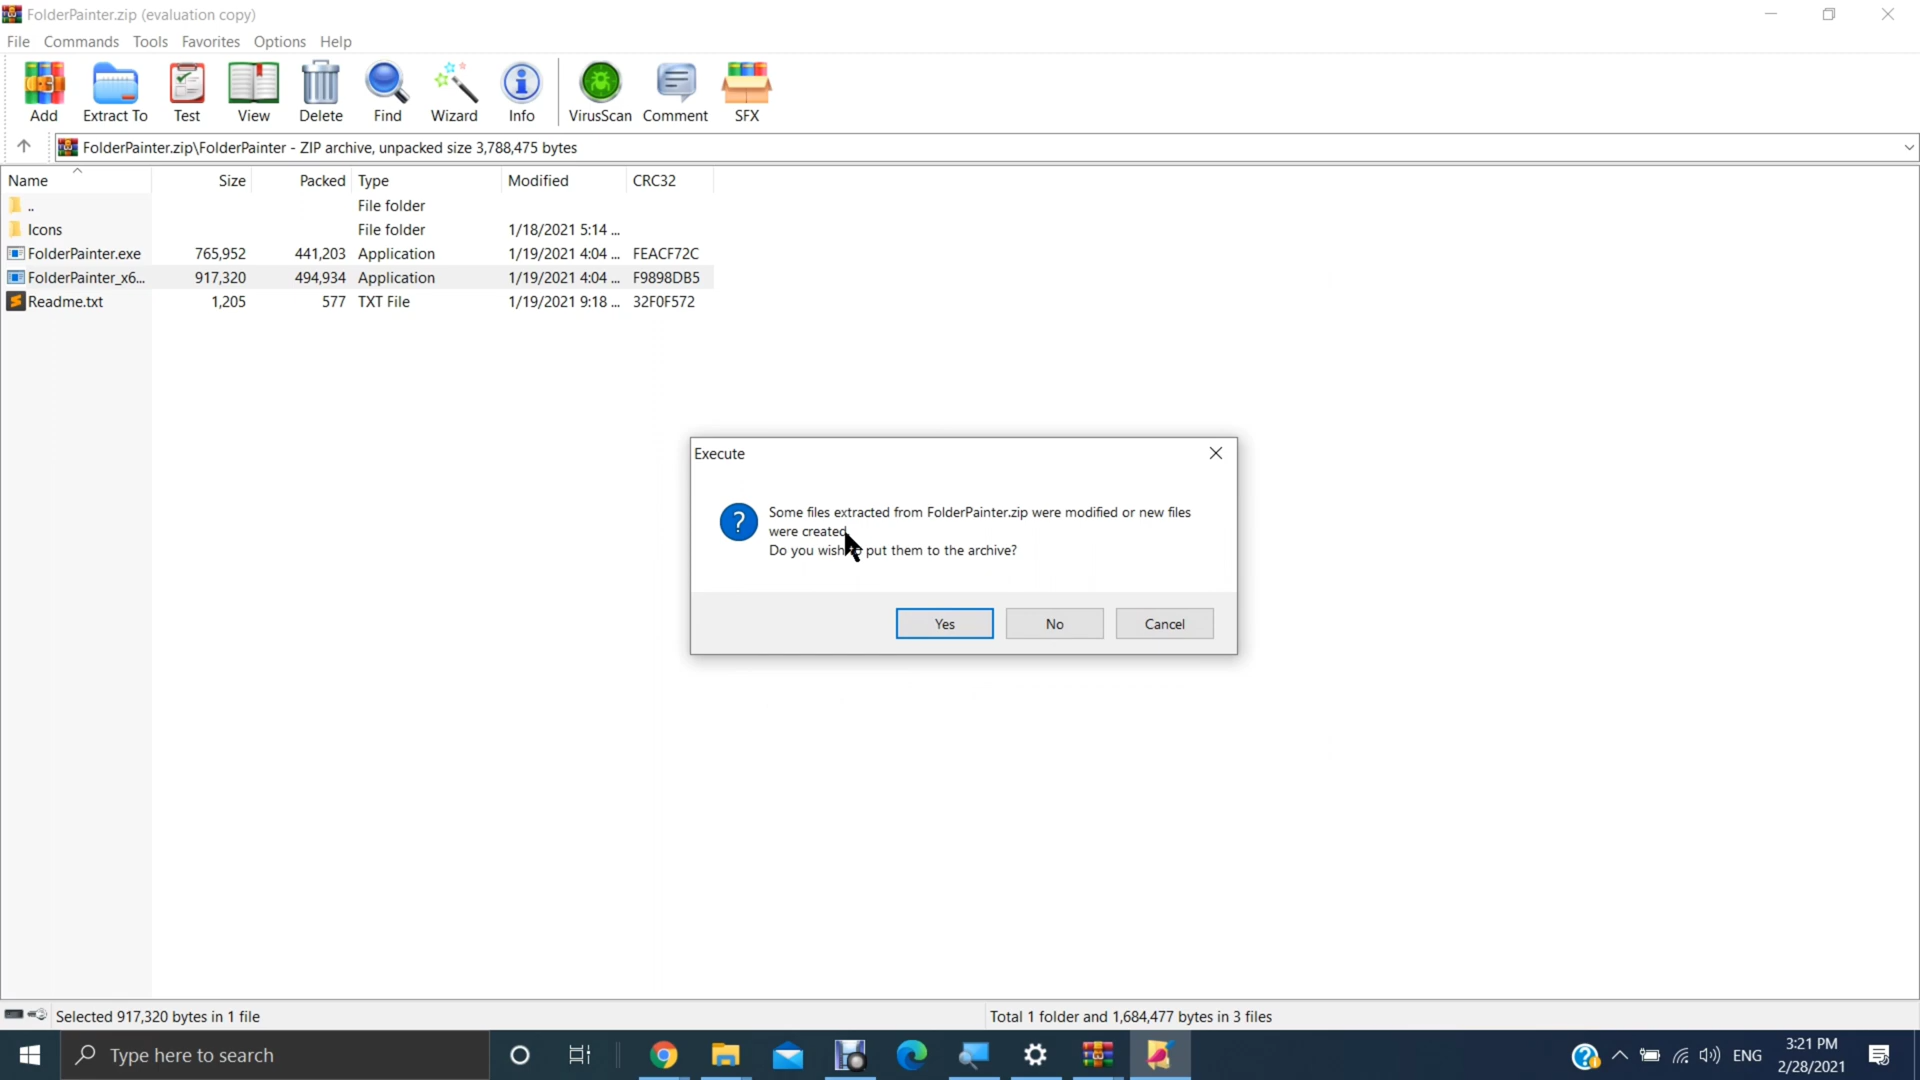 FolderPainter.zip (evaluation copy)
File Commands Tools Favorites Options Help
Add Extract To Test View Delete Find Wizard Info VirusScan Comment SFX
FolderPainter.zip\FolderPainter - ZIP archive, unpacked size 3,788,475 bytes
Name Size Packed Type Modified CRC32
.. File folder
Icons File folder 1/18/2021 5:14 ...
FolderPainter.exe 765,952 441,203 Application 1/19/2021 4:04 ... FEACF72C
FolderPainter_x6... 917,320 494,934 Application 1/19/2021 4:04 ... F9898DB5
Readme.txt 1,205 577 TXT File 1/19/2021 9:18 ... 32F0F572
Execute
Some files extracted from FolderPainter.zip were modified or new files
were created
Do you wish put them to the archive?
Yes No Cancel
Selected 917,320 bytes in 1 file Total 1 folder and 1,684,477 bytes in 3 files
Type here to search ENG 3:21 PM
2/28/2021